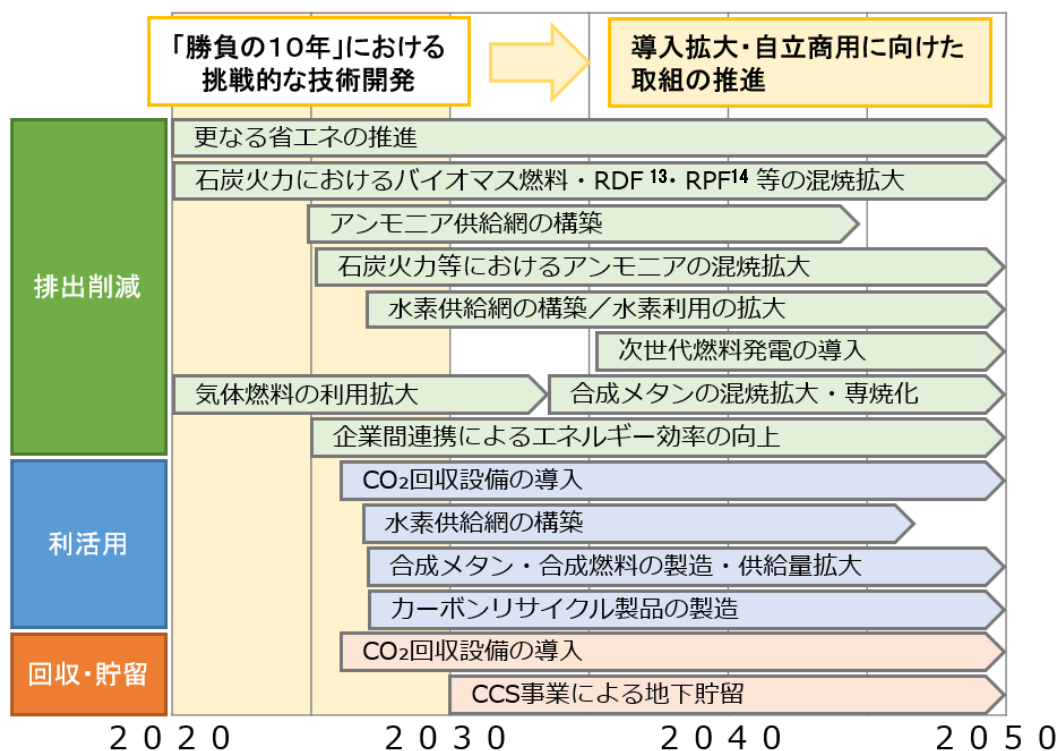 「勝負の１０年」における
挑戦的な技術開発
導入拡大・自立商用に向けた
取組の推進
排出削減
更なる省エネの推進
石炭火力におけるバイオマス燃料・RDF 13・RPF14 等の混焼拡大
アンモニア供給網の構築
石炭火力等におけるアンモニアの混焼拡大
水素供給網の構築／水素利用の拡大
次世代燃料発電の導入
気体燃料の利用拡大
合成メタンの混焼拡大・専焼化
企業間連携によるエネルギー効率の向上
利活用
CO₂回収設備の導入
水素供給網の構築
合成メタン・合成燃料の製造・供給量拡大
カーボンリサイクル製品の製造
回収・貯留
CO₂回収設備の導入
CCS事業による地下貯留
２０２０
２０３０
２０４０
２０５０